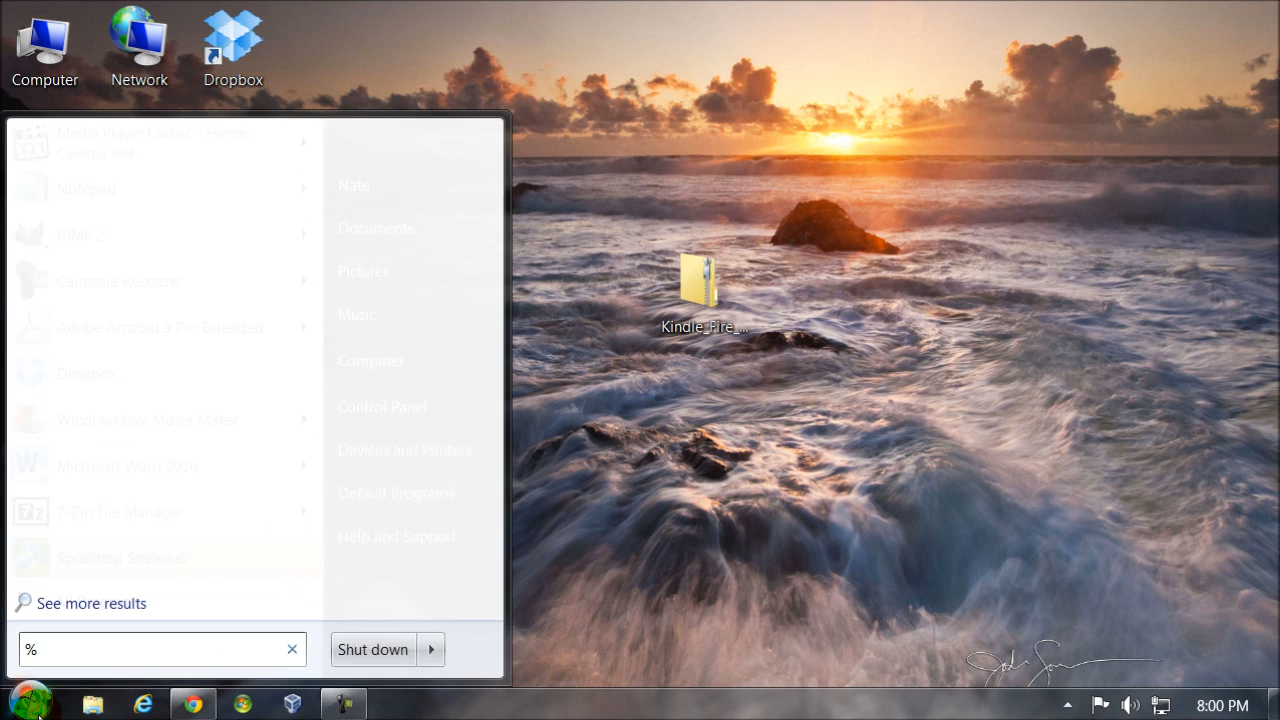 Computer
Network
Dropbox
Media Player Classic - Home
Cinema x64
Notepad
GIMP 2
Camtasia Recorder
Adobe Acrobat 9 Pro Extended
Dropbox
Windows Live Movie Maker
Microsoft Word 2010
7-Zip File Manager
Splashtop Streamer
See more results
%
Nate
Documents
Pictures
Music
Computer
Control Panel
Devices and Printers
Default Programs
Help and Support
Shut down
Kindle_Fire_...
8:00 PM